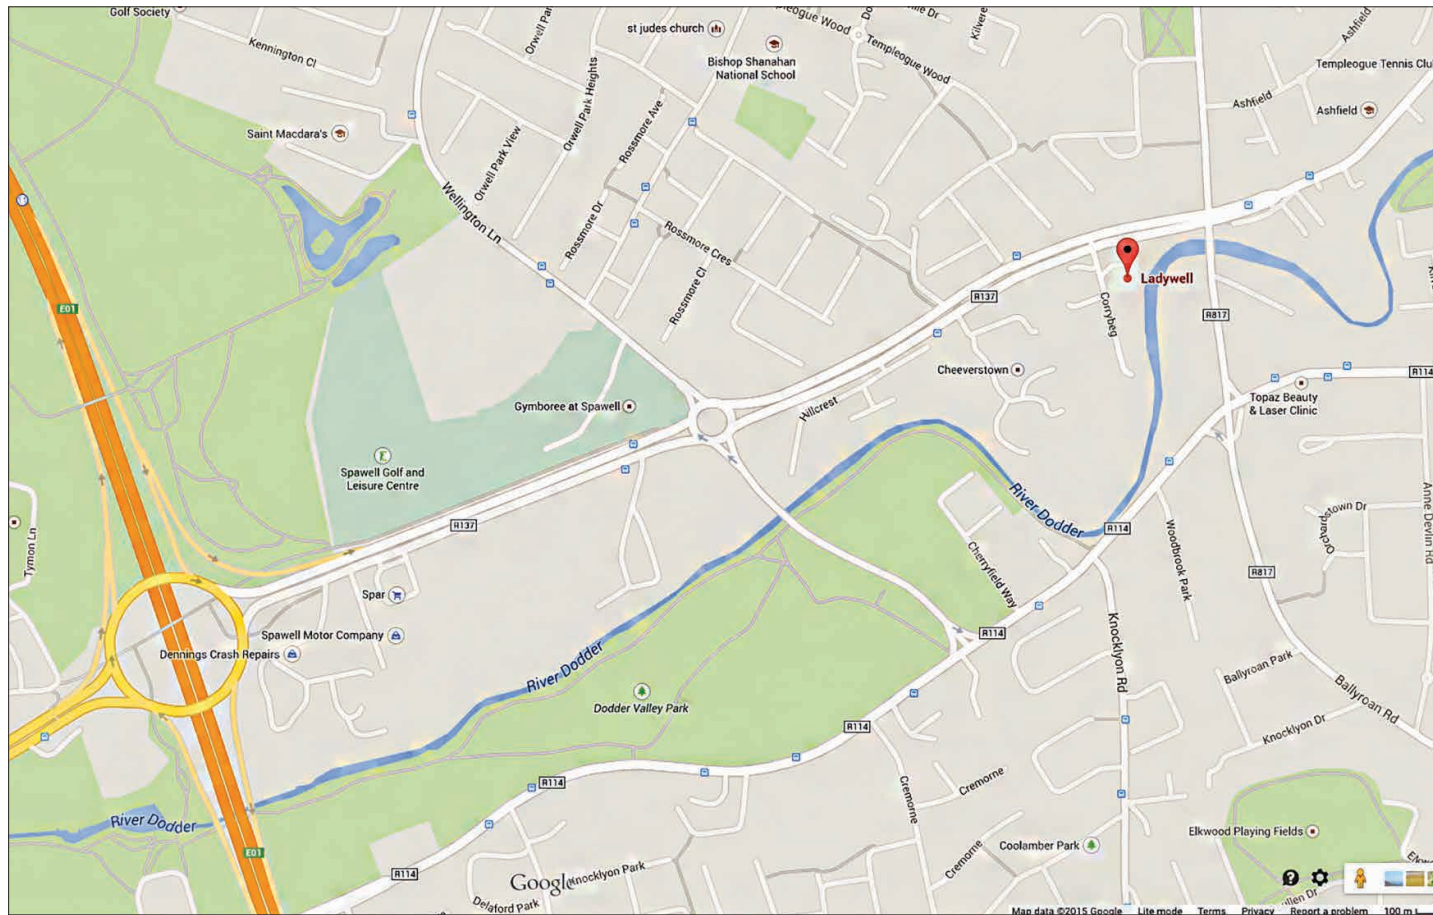 Golf Society
Kennington Cl
Saint Macdara's
st judes church
Bishop Shanahan
National School
Templeogue Wood
Kilvere
Ashfield
Templeogue Tennis Clu
Ashfield
Ashfield
Orwell Park View
Orwell Park Heights
Rossmore Ave
Wellington Ln
Rossmore Dr
Rossmore Cres
Rossmore Cl
R137
Ladywell
Corrybeg
R817
E01
Cheeverstown
R114
Topaz Beauty
& Laser Clinic
Hillcrest
Gymboree at Spawell
Spawell Golf and
Leisure Centre
R137
River Dodder
R114
Tymon Ln
Cherryfield Way
Woodbrook Park
Orchardstown Dr
Anne Devlin Rd
R817
Spar
Spawell Motor Company
Dennings Crash Repairs
R114
Knocklyon Rd
River Dodder
Dodder Valley Park
Ballyroan Park
Ballyroan Rd
Knocklyon Dr
R114
R114
Cremorne
Cremorne
River Dodder
E01
Cremorne
Coolamber Park
Elkwood Playing Fields
R114
Google
Knocklyon Park
Delaford Park
Map data ©2015 Google Lite mode Terms Privacy Report a problem 100 m